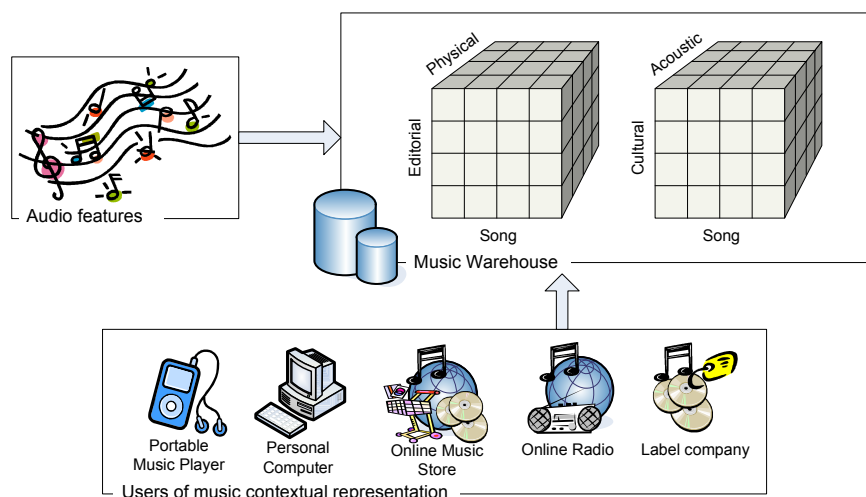 Audio features
Physical
Editorial
Song
Acoustic
Cultural
Song
Music Warehouse
Portable
Music Player
Personal
Computer
Online Music
Store
Online Radio
Label company
Users of music contextual representation